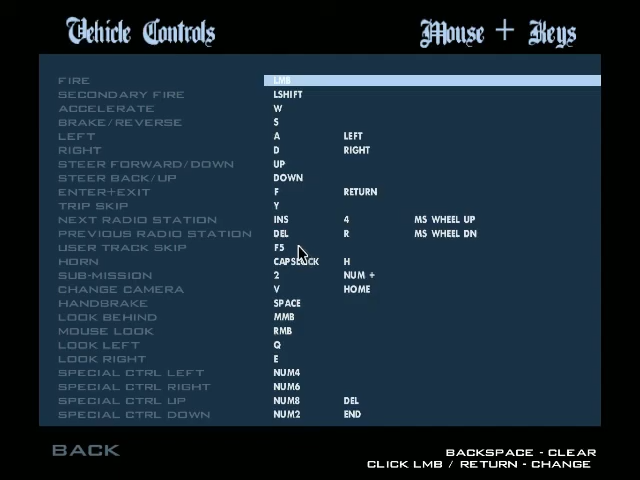 Vehicle Controls Mouse + Keys
FIRE LMB
SECONDARY FIRE LSHIFT
ACCELERATE W
BRAKE/REVERSE S
LEFT A LEFT
RIGHT D RIGHT
STEER FORWARD/DOWN UP
STEER BACK/UP DOWN
ENTER+EXIT F RETURN
TRIP SKIP Y
NEXT RADIO STATION INS 4 MS WHEEL UP
PREVIOUS RADIO STATION DEL R MS WHEEL DN
USER TRACK SKIP F5
HORN CAPSLOCK H
SUB-MISSION 2 NUM +
CHANGE CAMERA V HOME
HANDBRAKE SPACE
LOOK BEHIND MMB
MOUSE LOOK RMB
LOOK LEFT Q
LOOK RIGHT E
SPECIAL CTRL LEFT NUM4
SPECIAL CTRL RIGHT NUM6
SPECIAL CTRL UP NUM8 DEL
SPECIAL CTRL DOWN NUM2 END
BACK
BACKSPACE - CLEAR
CLICK LMB / RETURN - CHANGE